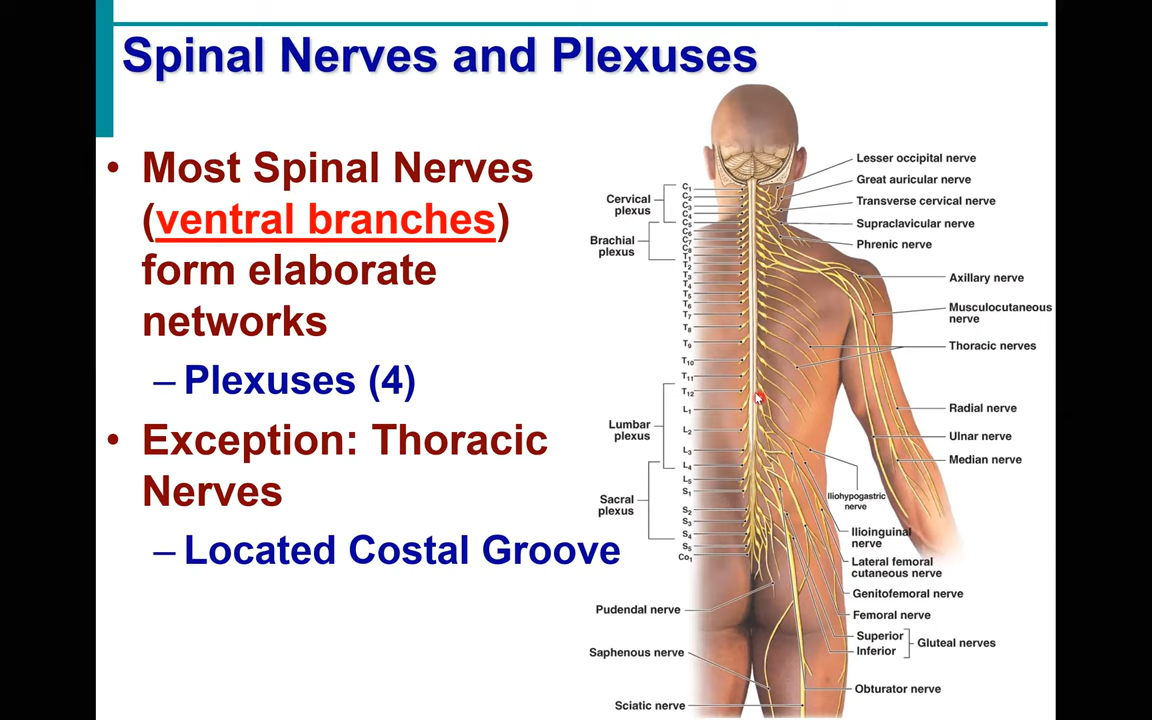 Spinal Nerves and Plexuses
• Most Spinal Nerves
(ventral branches)
form elaborate
networks
– Plexuses (4)
• Exception: Thoracic
Nerves
– Located Costal Groove
Cervical
plexus
Brachial
plexus
Lumbar
plexus
Sacral
plexus
C1
C2
C3
C4
C5
C6
C7
C8
T1
T2
T3
T4
T5
T6
T7
T8
T9
T10
T11
T12
L1
L2
L3
L4
L5
S1
S2
S3
S4
S5
Co1
Pudendal nerve
Saphenous nerve
Sciatic nerve
Lesser occipital nerve
Great auricular nerve
Transverse cervical nerve
Supraclavicular nerve
Phrenic nerve
Axillary nerve
Musculocutaneous
nerve
Thoracic nerves
Radial nerve
Ulnar nerve
Median nerve
Iliohypogastric
nerve
Ilioinguinal
nerve
Lateral femoral
cutaneous nerve
Genitofemoral nerve
Femoral nerve
Superior
Inferior
Gluteal nerves
Obturator nerve